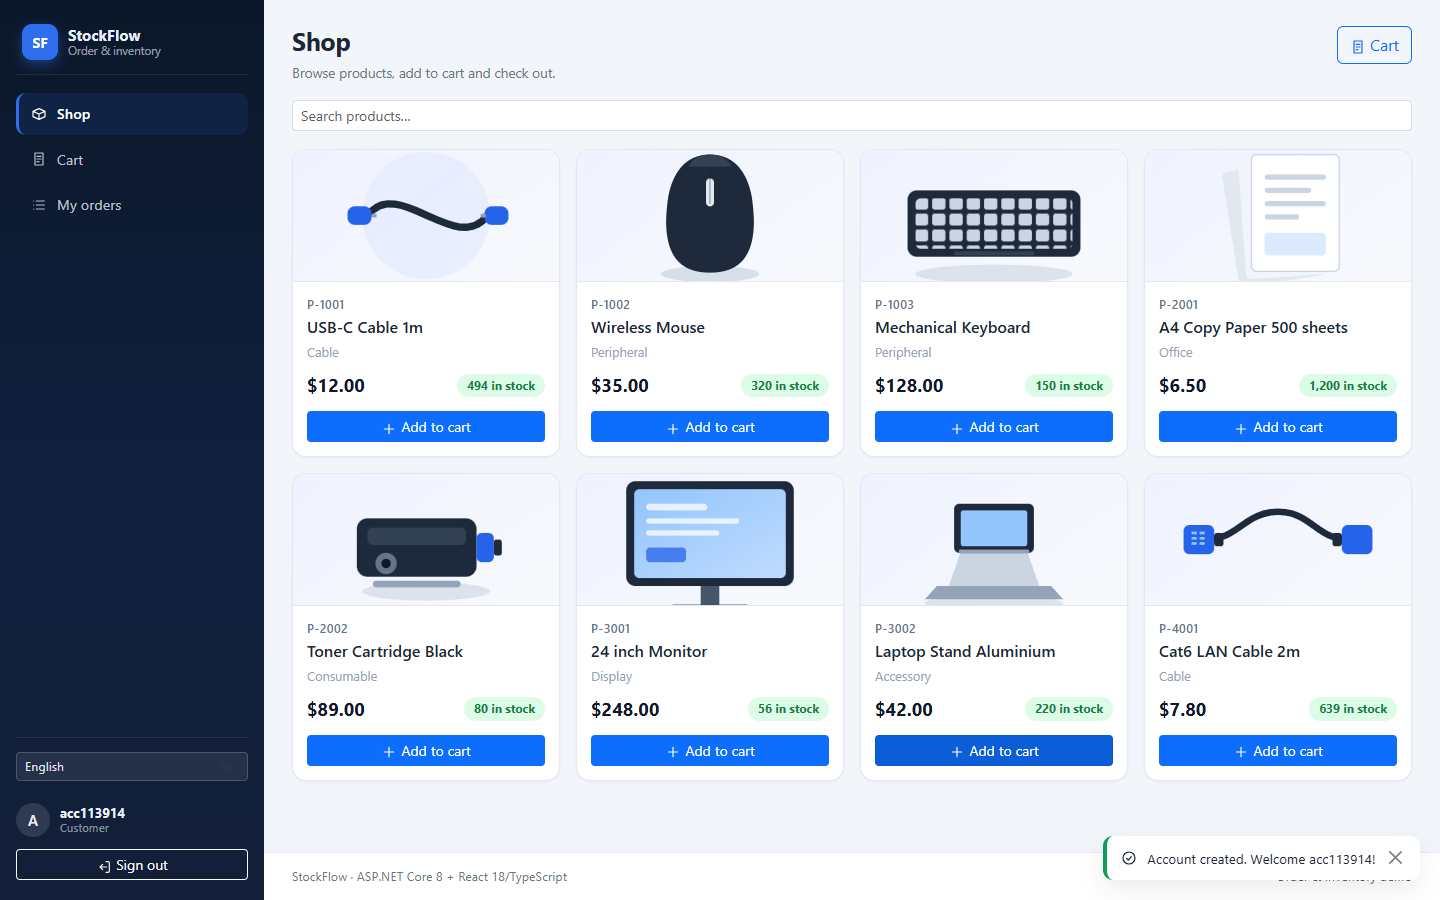 SF
StockFlow
Order & inventory
Shop
Cart
My orders
English
A
acc113914
Customer
Sign out
Shop
Browse products, add to cart and check out.
Cart
Search products...
P-1001
USB-C Cable 1m
Cable
$12.00
494 in stock
Add to cart
P-1002
Wireless Mouse
Peripheral
$35.00
320 in stock
Add to cart
P-1003
Mechanical Keyboard
Peripheral
$128.00
150 in stock
Add to cart
P-2001
A4 Copy Paper 500 sheets
Office
$6.50
1,200 in stock
Add to cart
P-2002
Toner Cartridge Black
Consumable
$89.00
80 in stock
Add to cart
P-3001
24 inch Monitor
Display
$248.00
56 in stock
Add to cart
P-3002
Laptop Stand Aluminium
Accessory
$42.00
220 in stock
Add to cart
P-4001
Cat6 LAN Cable 2m
Cable
$7.80
639 in stock
Add to cart
StockFlow · ASP.NET Core 8 + React 18/TypeScript
Account created. Welcome acc113914!